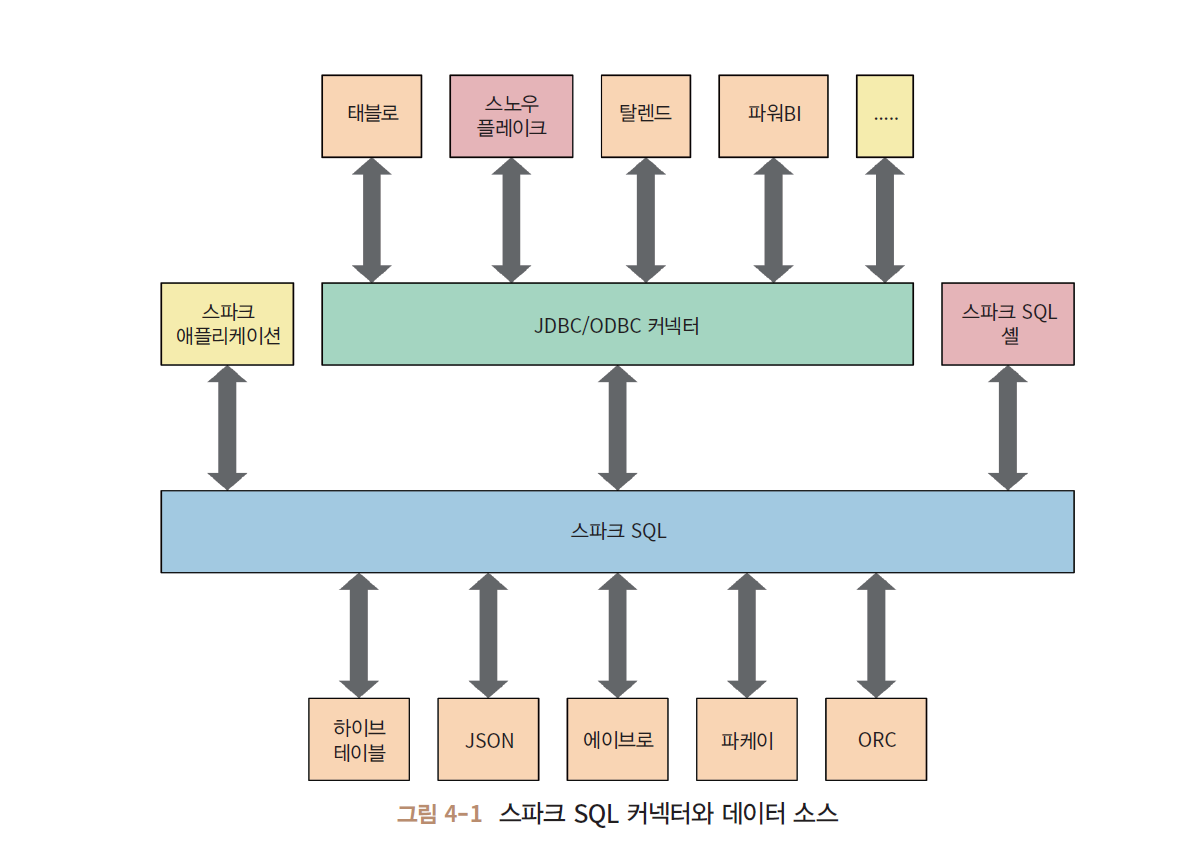 태블로
스노우
플레이크
탈렌드
파워BI
.....
스파크
애플리케이션
JDBC/ODBC 커넥터
스파크 SQL
셸
스파크 SQL
하이브
테이블
JSON
에이브로
파케이
ORC
그림 4-1 스파크 SQL 커넥터와 데이터 소스